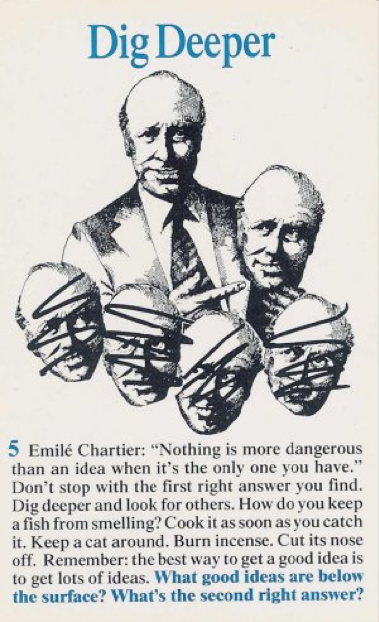 Dig Deeper
5 Emilé Chartier: “Nothing is more dangerous
than an idea when it’s the only one you have.”
Don’t stop with the first right answer you find.
Dig deeper and look for others. How do you keep
a fish from smelling? Cook it as soon as you catch
it. Keep a cat around. Burn incense. Cut its nose
off. Remember: the best way to get a good idea is
to get lots of ideas. What good ideas are below
the surface? What’s the second right answer?